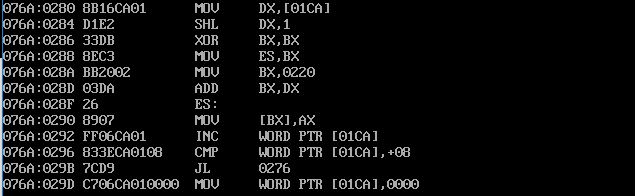 076A:0280 8B16CA01 MOV DX,[01CA]
076A:0284 D1E2 SHL DX,1
076A:0286 33DB XOR BX,BX
076A:0288 8EC3 MOV ES,BX
076A:028A BB2002 MOV BX,0220
076A:028D 03DA ADD BX,DX
076A:028F 26 ES:
076A:0290 8907 MOV [BX],AX
076A:0292 FF06CA01 INC WORD PTR [01CA]
076A:0296 833ECA0108 CMP WORD PTR [01CA],+08
076A:029B 7CD9 JL 0276
076A:029D C706CA010000 MOV WORD PTR [01CA],0000